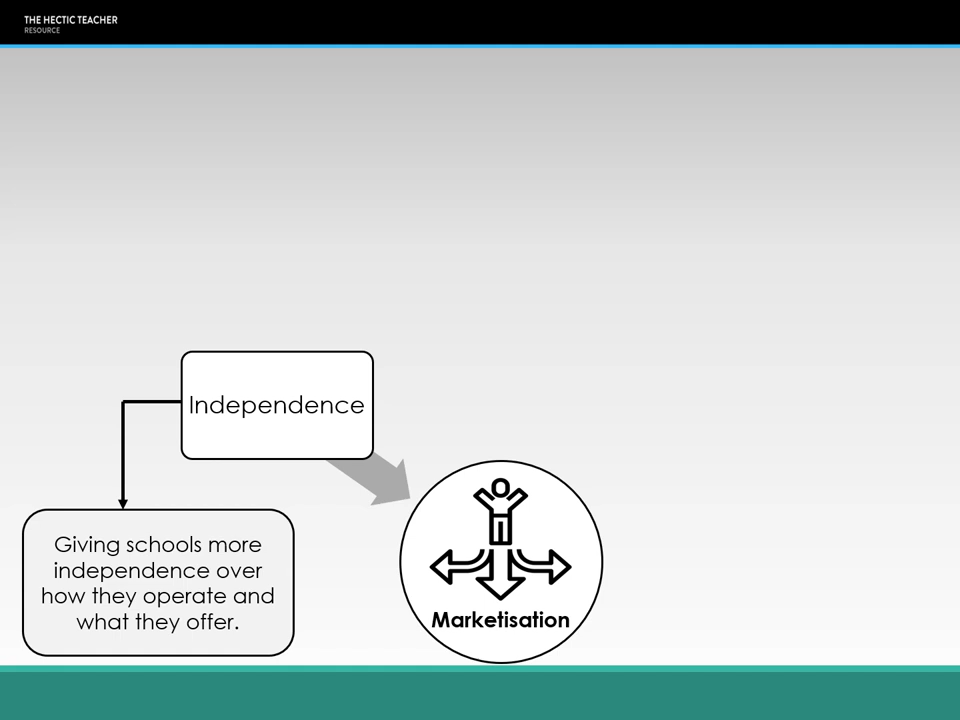 THE HECTIC TEACHER
RESOURCE
Independence
Giving schools more
independence over
how they operate and
what they offer.
Marketisation